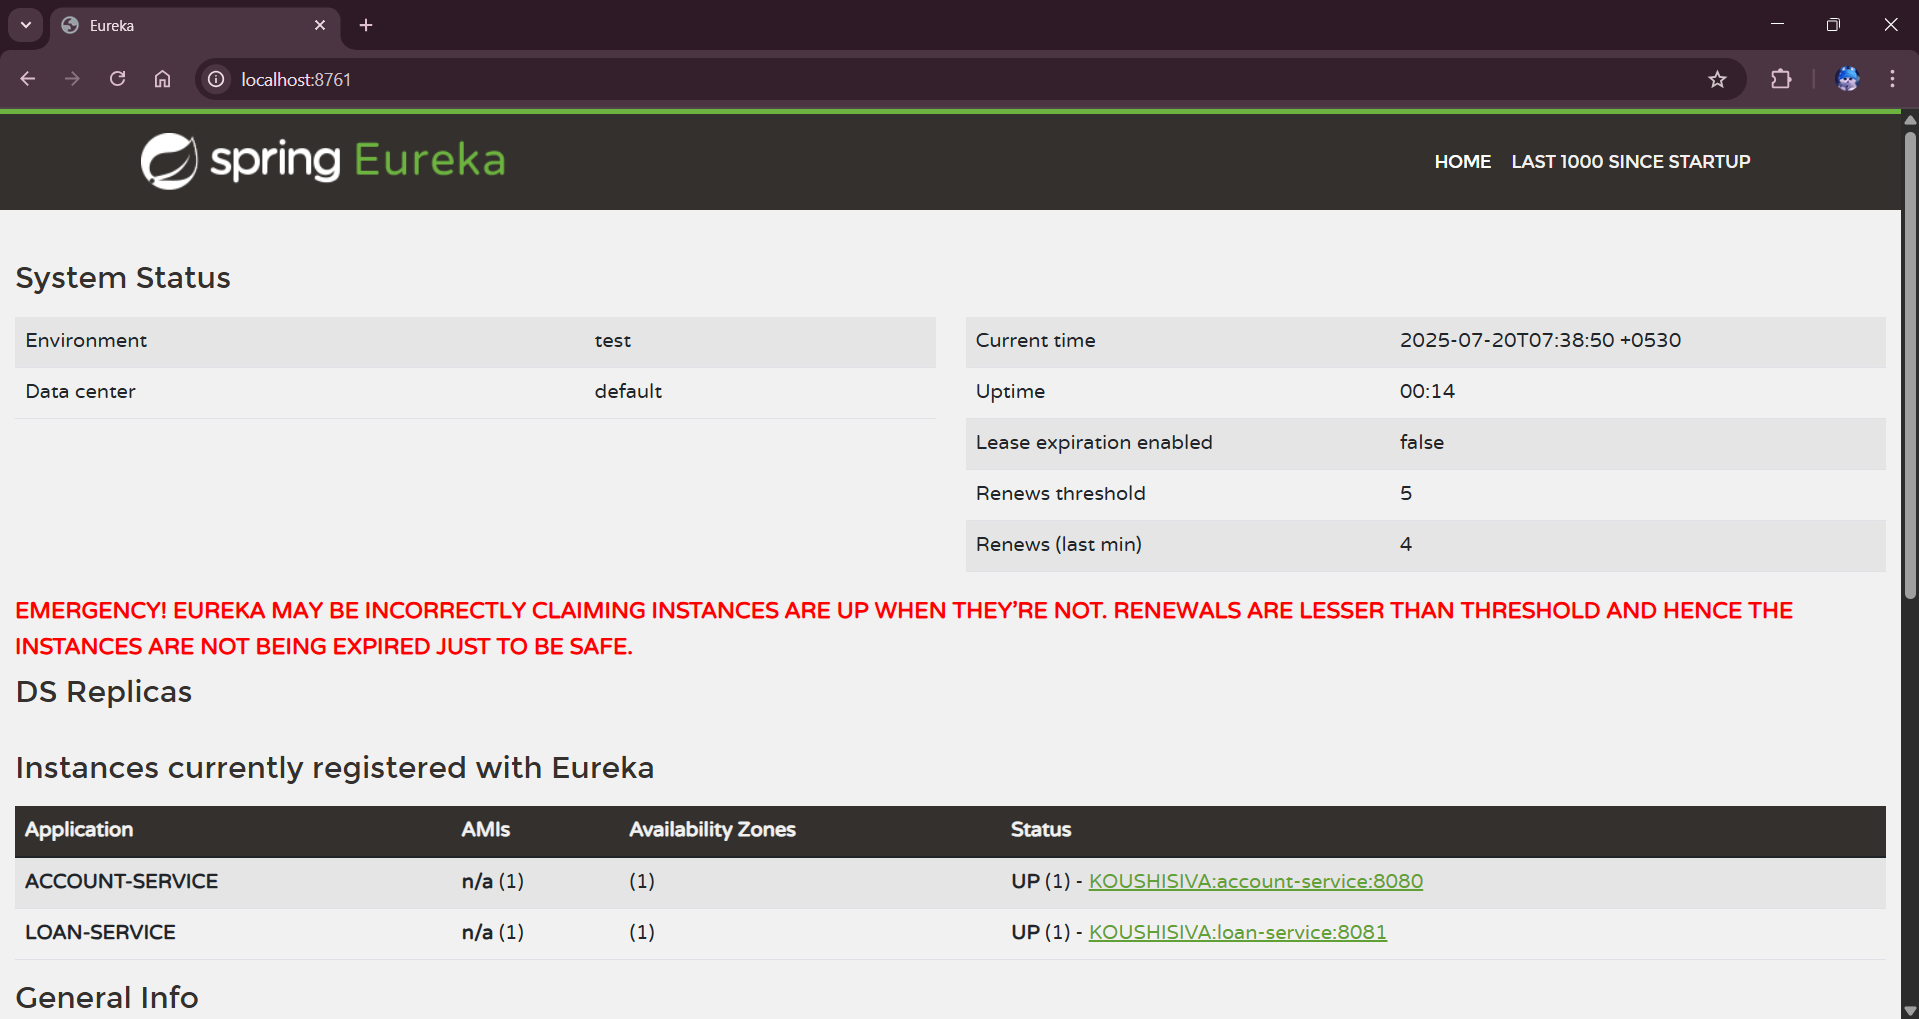 Eureka
localhost:8761
spring Eureka
HOME LAST 1000 SINCE STARTUP
System Status
Environment test
Data center default
Current time 2025-07-20T07:38:50 +0530
Uptime 00:14
Lease expiration enabled false
Renews threshold 5
Renews (last min) 4
EMERGENCY! EUREKA MAY BE INCORRECTLY CLAIMING INSTANCES ARE UP WHEN THEY'RE NOT. RENEWALS ARE LESSER THAN THRESHOLD AND HENCE THE
INSTANCES ARE NOT BEING EXPIRED JUST TO BE SAFE.
DS Replicas
Instances currently registered with Eureka
Application AMIs Availability Zones Status
ACCOUNT-SERVICE n/a (1) (1) UP (1) - KOUSHISIVA:account-service:8080
LOAN-SERVICE n/a (1) (1) UP (1) - KOUSHISIVA:loan-service:8081
General Info